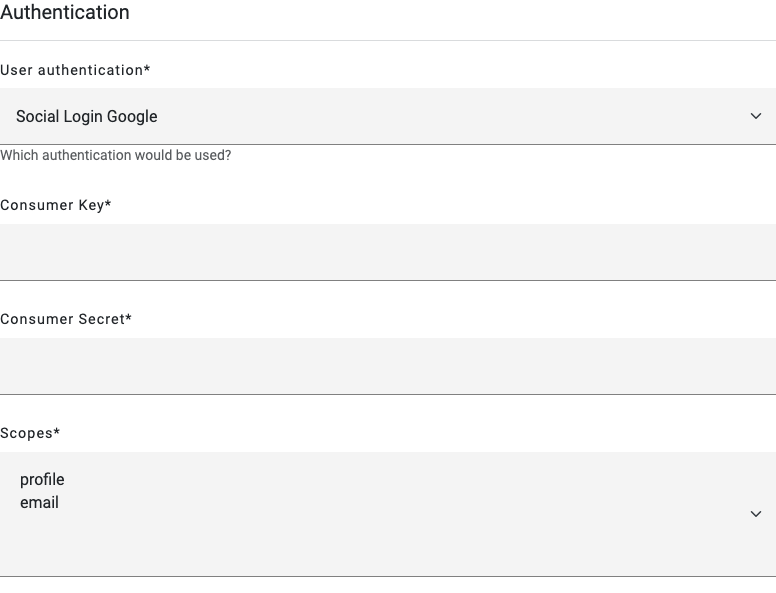 Authentication
User authentication*
Social Login Google
Which authentication would be used?
Consumer Key*
Consumer Secret*
Scopes*
profile
email